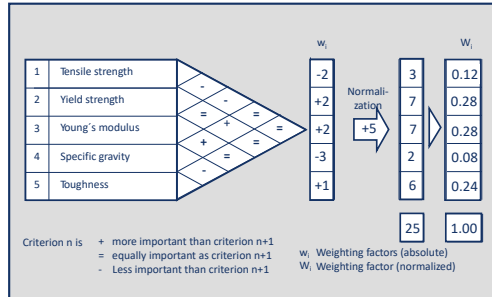 wᵢ
Wᵢ
1 Tensile strength
2 Yield strength
3 Young´s modulus
4 Specific gravity
5 Toughness
-
-
=
=
+
=
+
=
=
-
-2
+2
+2
-3
+1
Normali-
zation
+5
3
7
7
2
6
25
0.12
0.28
0.28
0.08
0.24
1.00
Criterion n is
+ more important than criterion n+1
= equally important as criterion n+1
- Less important than criterion n+1
wᵢ Weighting factors (absolute)
Wᵢ Weighting factor (normalized)